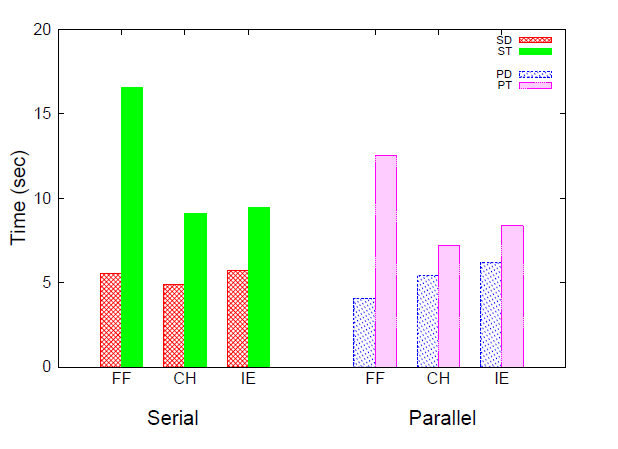 20
15
10
5
0
Time (sec)
SD
ST
PD
PT
FF CH IE FF CH IE
Serial Parallel